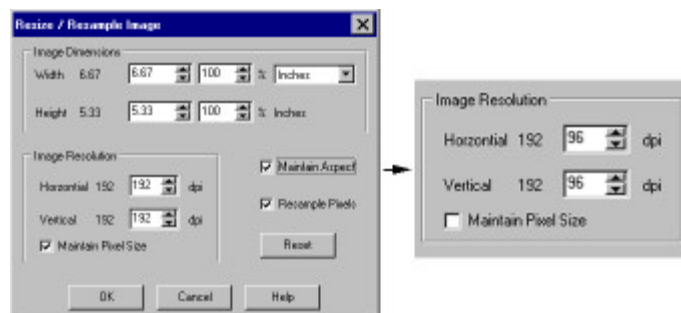 Resize / Resample Image
Image Dimensions
Width 6.67 6.67 100 % Inches
Height 5.33 5.33 100 % Inches
Image Resolution
Horzontial 192 192 dpi
Vertical 192 192 dpi
Maintain Pixel Size
Maintain Aspect
Resample Pixels
Reset
OK Cancel Help
Image Resolution
Horzontial 192 96 dpi
Vertical 192 96 dpi
Maintain Pixel Size